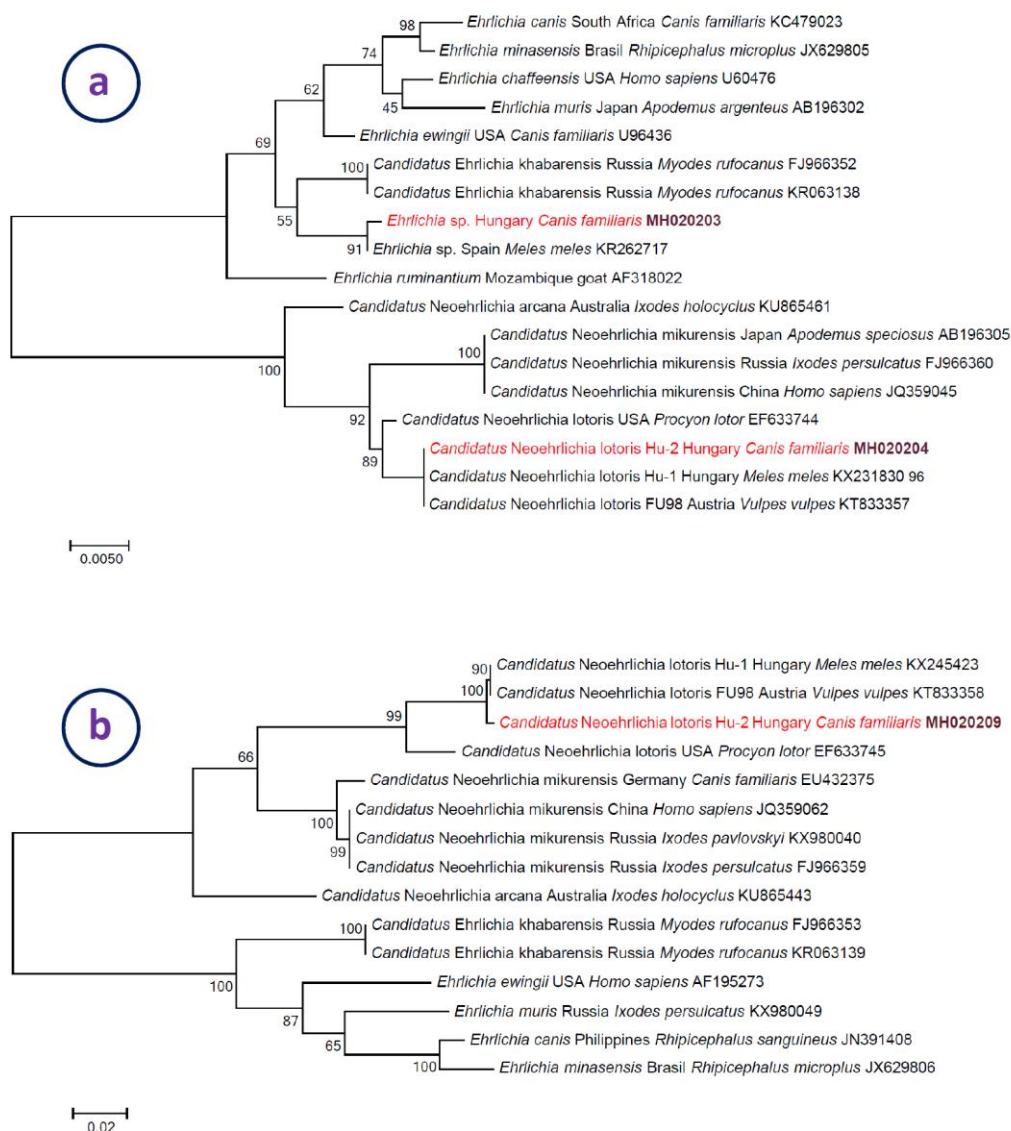 a
98
Ehrlichia canis South Africa Canis familiaris KC479023
74
Ehrlichia minasensis Brasil Rhipicephalus microplus JX629805
Ehrlichia chaffeensis USA Homo sapiens U60476
62
45
Ehrlichia muris Japan Apodemus argenteus AB196302
69
Ehrlichia ewingii USA Canis familiaris U96436
Candidatus Ehrlichia khabarensis Russia Myodes rufocanus FJ966352
100
Candidatus Ehrlichia khabarensis Russia Myodes rufocanus KR063138
55
Ehrlichia sp. Hungary Canis familiaris MH020203
91
Ehrlichia sp. Spain Meles meles KR262717
Ehrlichia ruminantium Mozambique goat AF318022
Candidatus Neoehrlichia arcana Australia Ixodes holocyclus KU865461
Candidatus Neoehrlichia mikurensis Japan Apodemus speciosus AB196305
100
Candidatus Neoehrlichia mikurensis Russia Ixodes persulcatus FJ966360
100
Candidatus Neoehrlichia mikurensis China Homo sapiens JQ359045
92
Candidatus Neoehrlichia lotoris USA Procyon lotor EF633744
Candidatus Neoehrlichia lotoris Hu-2 Hungary Canis familiaris MH020204
89
Candidatus Neoehrlichia lotoris Hu-1 Hungary Meles meles KX231830 96
Candidatus Neoehrlichia lotoris FU98 Austria Vulpes vulpes KT833357
0.0050
b
90
Candidatus Neoehrlichia lotoris Hu-1 Hungary Meles meles KX245423
100
Candidatus Neoehrlichia lotoris FU98 Austria Vulpes vulpes KT833358
99
Candidatus Neoehrlichia lotoris Hu-2 Hungary Canis familiaris MH020209
66
Candidatus Neoehrlichia lotoris USA Procyon lotor EF633745
Candidatus Neoehrlichia mikurensis Germany Canis familiaris EU432375
100
Candidatus Neoehrlichia mikurensis China Homo sapiens JQ359062
Candidatus Neoehrlichia mikurensis Russia Ixodes pavlovskyi KX980040
99
Candidatus Neoehrlichia mikurensis Russia Ixodes persulcatus FJ966359
Candidatus Neoehrlichia arcana Australia Ixodes holocyclus KU865443
Candidatus Ehrlichia khabarensis Russia Myodes rufocanus FJ966353
100
Candidatus Ehrlichia khabarensis Russia Myodes rufocanus KR063139
100
Ehrlichia ewingii USA Homo sapiens AF195273
87
Ehrlichia muris Russia Ixodes persulcatus KX980049
65
Ehrlichia canis Philippines Rhipicephalus sanguineus JN391408
100
Ehrlichia minasensis Brasil Rhipicephalus microplus JX629806
0.02